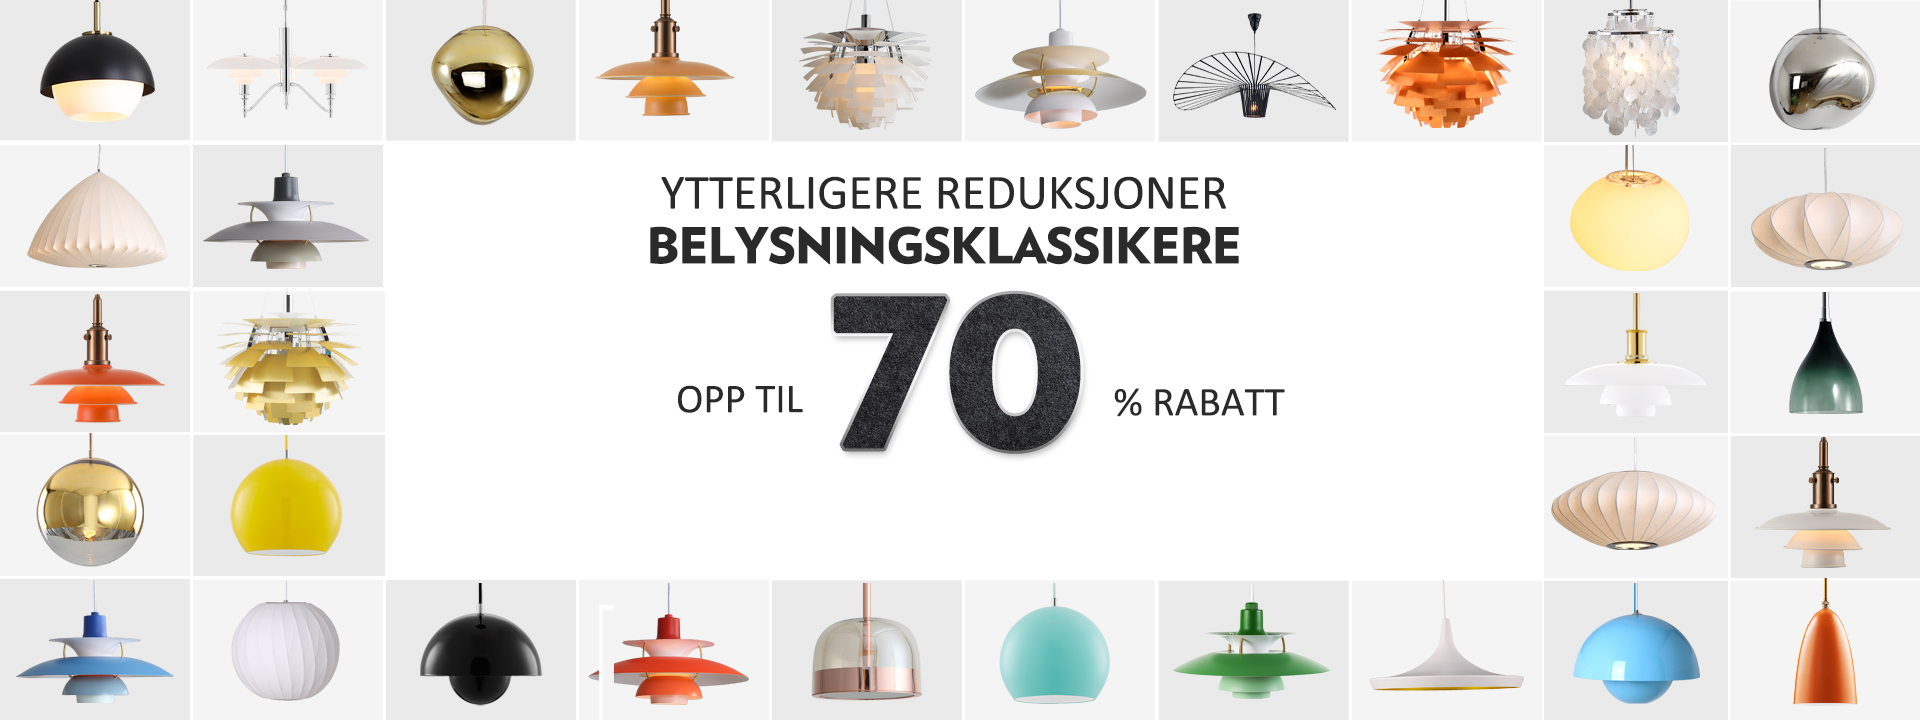 YTTERLIGERE REDUKSJONER
BELYSNINGSKLASSIKERE
OPP TIL 70 % RABATT